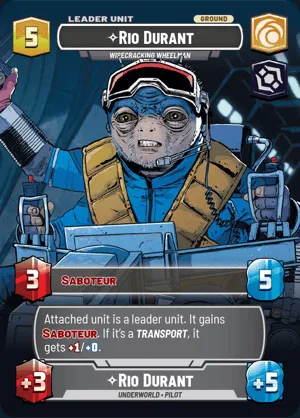 LEADER UNIT
GROUND
5
✧RIO DURANT
WISECRACKING WHEELMAN
3
SABOTEUR
5
Attached unit is a leader unit. It gains
SABOTEUR. If it's a TRANSPORT, it
gets +1/+0.
+3
✧RIO DURANT
UNDERWORLD • PILOT
+5